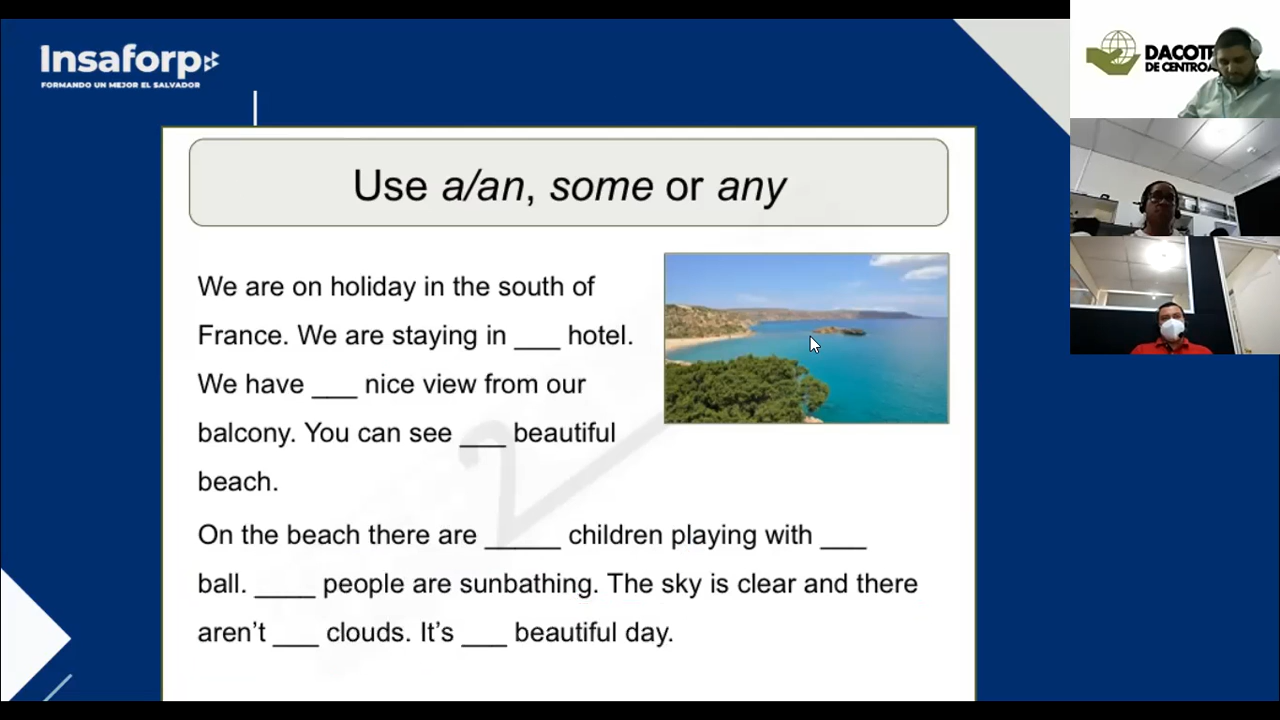 Insaforp
FORMANDO UN MEJOR EL SALVADOR
Use a/an, some or any
We are on holiday in the south of
France. We are staying in ___ hotel.
We have ___ nice view from our
balcony. You can see ___ beautiful
beach.
On the beach there are _____ children playing with ___
ball. ____ people are sunbathing. The sky is clear and there
aren't ___ clouds. It's ___ beautiful day.
DE